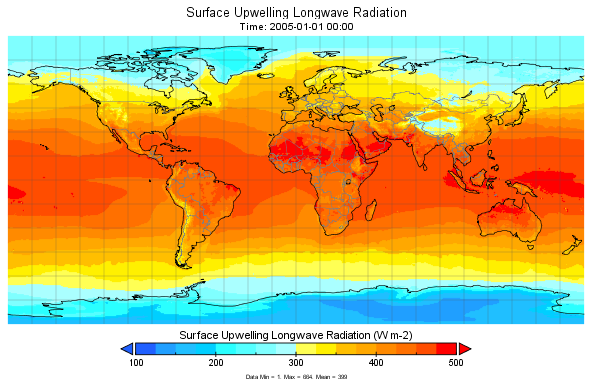 Surface Upwelling Longwave Radiation
Time: 2005-01-01 00:00
Surface Upwelling Longwave Radiation (W m-2)
100 200 300 400 500
Data Min = 1, Max = 664, Mean = 399